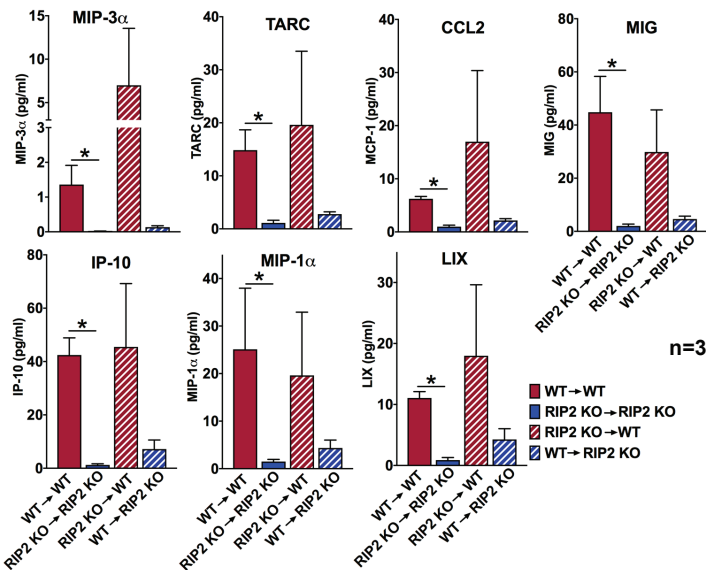 MIP-3α
MIP-3α (pg/ml)
15
10
5
3
2
1
0
*
TARC
TARC (pg/ml)
40
30
20
10
0
*
CCL2
MCP-1 (pg/ml)
40
30
20
10
0
*
MIG
MIG (pg/ml)
80
60
40
20
0
*
WT→WT
RIP2 KO→RIP2 KO
RIP2 KO→WT
WT→RIP2 KO
IP-10
IP-10 (pg/ml)
80
60
40
20
0
*
WT→WT
RIP2 KO→RIP2 KO
RIP2 KO→WT
WT→RIP2 KO
MIP-1α
MIP-1α (pg/ml)
50
40
30
20
10
0
*
WT→WT
RIP2 KO→RIP2 KO
RIP2 KO→WT
WT→RIP2 KO
LIX
LIX (pg/ml)
40
30
20
10
0
*
WT→WT
RIP2 KO→RIP2 KO
RIP2 KO→WT
WT→RIP2 KO
n=3
WT→WT
RIP2 KO→RIP2 KO
RIP2 KO→WT
WT→RIP2 KO